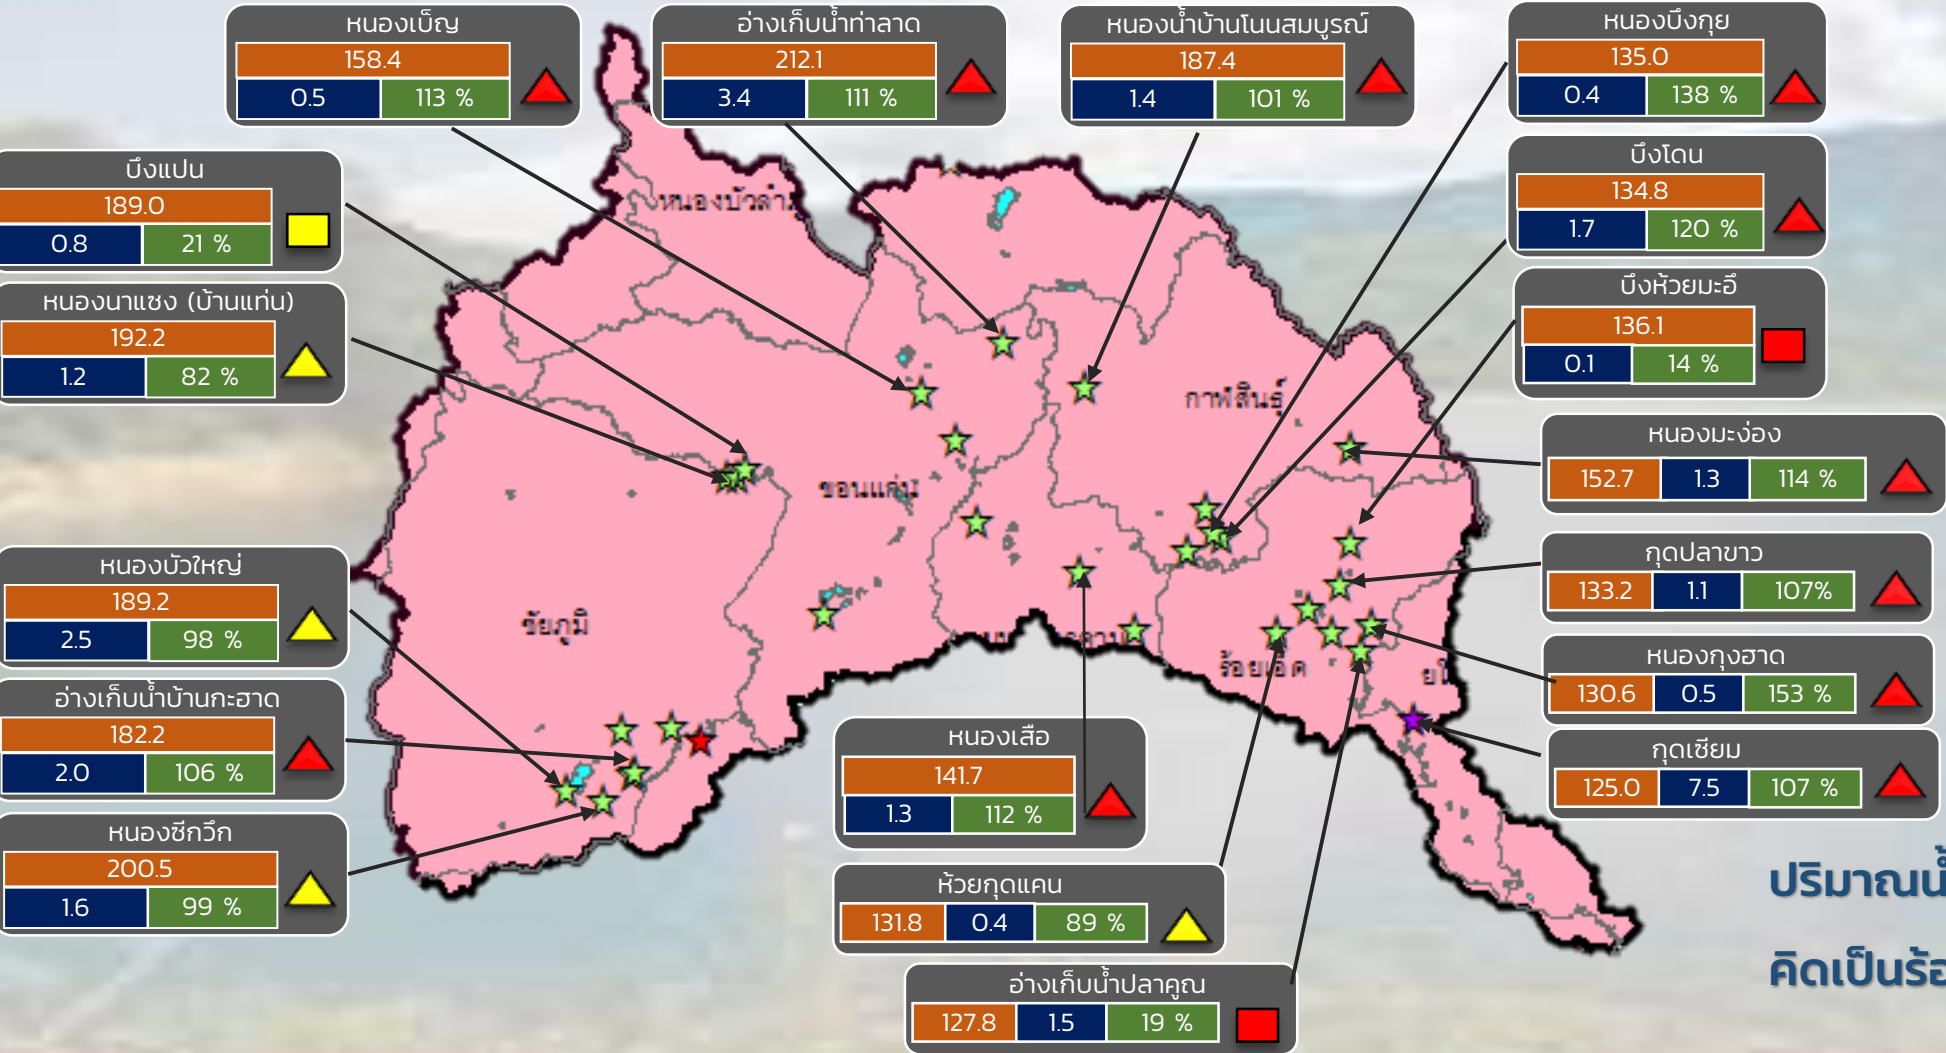 หนองเบ็ญ
158.4
0.5 113 %
อ่างเก็บน้ำท่าลาด
212.1
3.4 111 %
หนองน้ำบ้านโนนสมบูรณ์
187.4
1.4 101 %
หนองบึงกุย
135.0
0.4 138 %
บึงแปน
189.0
0.8 21 %
บึงโดน
134.8
1.7 120 %
หนองนาแซง (บ้านแท่น)
192.2
1.2 82 %
บึงห้วยมะอึ
136.1
0.1 14 %
หนองมะง่อง
152.7 1.3 114 %
หนองบัวใหญ่
189.2
2.5 98 %
กุดปลาขาว
133.2 1.1 107%
หนองกุงฮาด
130.6 0.5 153 %
อ่างเก็บน้ำบ้านกะฮาด
182.2
2.0 106 %
กุดเซียม
125.0 7.5 107 %
หนองเสือ
141.7
1.3 112 %
หนองซีกวึก
200.5
1.6 99 %
ห้วยกุดแคน
131.8 0.4 89 %
อ่างเก็บน้ำปลาคูณ
127.8 1.5 19 %
หนองบัวลำภู
กาฬสินธุ์
ขอนแก่น
ชัยภูมิ
ร้อยเอ็ด
ปริมาณน้ำ
คิดเป็นร้อ